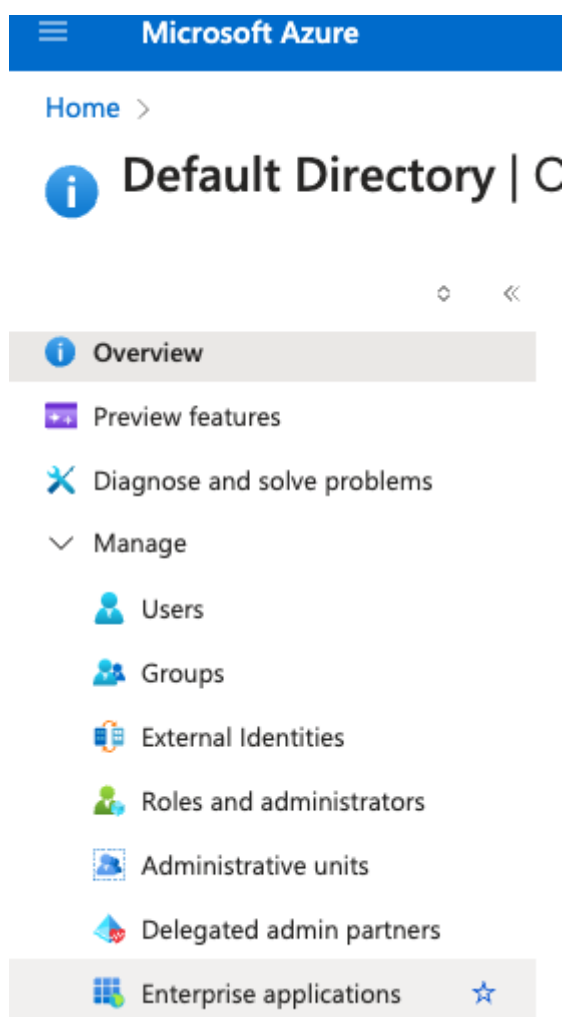 Microsoft Azure
Home >
Default Directory |
Overview
Preview features
Diagnose and solve problems
Manage
Users
Groups
External Identities
Roles and administrators
Administrative units
Delegated admin partners
Enterprise applications